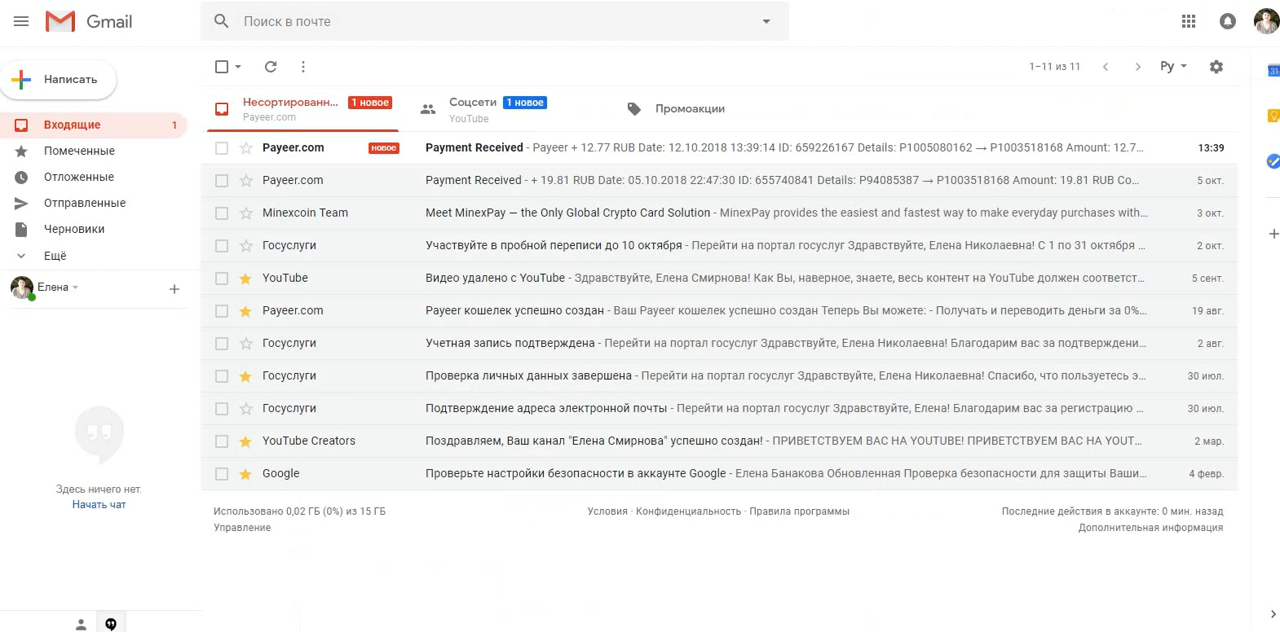 Gmail
Поиск в почте
Написать
Входящие 1
Помеченные
Отложенные
Отправленные
Черновики
Ещё
Елена
Здесь ничего нет.
Начать чат
1–11 из 11
Ру
Несортированн... 1 новое
Payeer.com
Соцсети 1 новое
YouTube
Промоакции
Payeer.com новое Payment Received - Payeer + 12.77 RUB Date: 12.10.2018 13:39:14 ID: 659226167 Details: P1005080162 → P1003518168 Amount: 12.7... 13:39
Payeer.com Payment Received - + 19.81 RUB Date: 05.10.2018 22:47:30 ID: 655740841 Details: P94085387 → P1003518168 Amount: 19.81 RUB Co... 5 окт.
Minexcoin Team Meet MinexPay — the Only Global Crypto Card Solution - MinexPay provides the easiest and fastest way to make everyday purchases with... 3 окт.
Госуслуги Участвуйте в пробной переписи до 10 октября - Перейти на портал госуслуг Здравствуйте, Елена Николаевна! С 1 по 31 октября ... 2 окт.
YouTube Видео удалено с YouTube - Здравствуйте, Елена Смирнова! Как Вы, наверное, знаете, весь контент на YouTube должен соответст... 5 сент.
Payeer.com Payeer кошелек успешно создан - Ваш Payeer кошелек успешно создан Теперь Вы можете: - Получать и переводить деньги за 0%... 19 авг.
Госуслуги Учетная запись подтверждена - Перейти на портал госуслуг Здравствуйте, Елена Николаевна! Благодарим вас за подтверждени... 2 авг.
Госуслуги Проверка личных данных завершена - Перейти на портал госуслуг Здравствуйте, Елена Николаевна! Спасибо, что пользуетесь э... 30 июл.
Госуслуги Подтверждение адреса электронной почты - Перейти на портал госуслуг Здравствуйте, Елена! Благодарим вас за регистрацию ... 30 июл.
YouTube Creators Поздравляем, Ваш канал "Елена Смирнова" успешно создан! - ПРИВЕТСТВУЕМ ВАС НА YOUTUBE! ПРИВЕТСТВУЕМ ВАС НА YOUT... 2 мар.
Google Проверьте настройки безопасности в аккаунте Google - Елена Банакова Обновленная Проверка безопасности для защиты Ваши... 4 февр.
Использовано 0,02 ГБ (0%) из 15 ГБ
Управление
Условия · Конфиденциальность · Правила программы
Последние действия в аккаунте: 0 мин. назад
Дополнительная информация
31